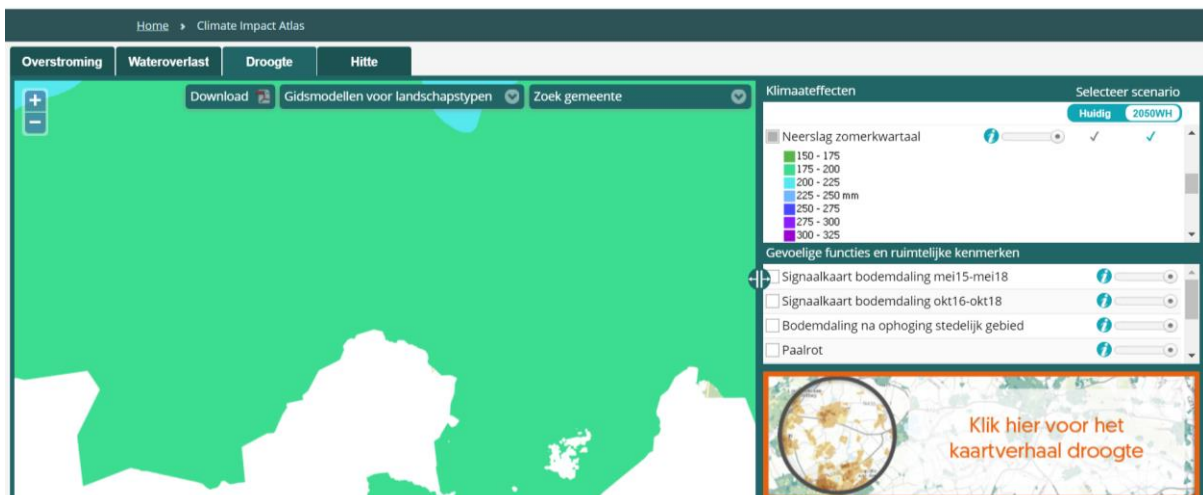 Home › Climate Impact Atlas
Overstroming Wateroverlast Droogte Hitte
Download Gidsmodellen voor landschapstypen Zoek gemeente
Klimaateffecten Selecteer scenario
Huidig 2050WH
Neerslag zomerkwartaal
150 - 175
175 - 200
200 - 225
225 - 250 mm
250 - 275
275 - 300
300 - 325
Gevoelige functies en ruimtelijke kenmerken
Signaalkaart bodemdaling mei15-mei18
Signaalkaart bodemdaling okt16-okt18
Bodemdaling na ophoging stedelijk gebied
Paalrot
Klik hier voor het
kaartverhaal droogte